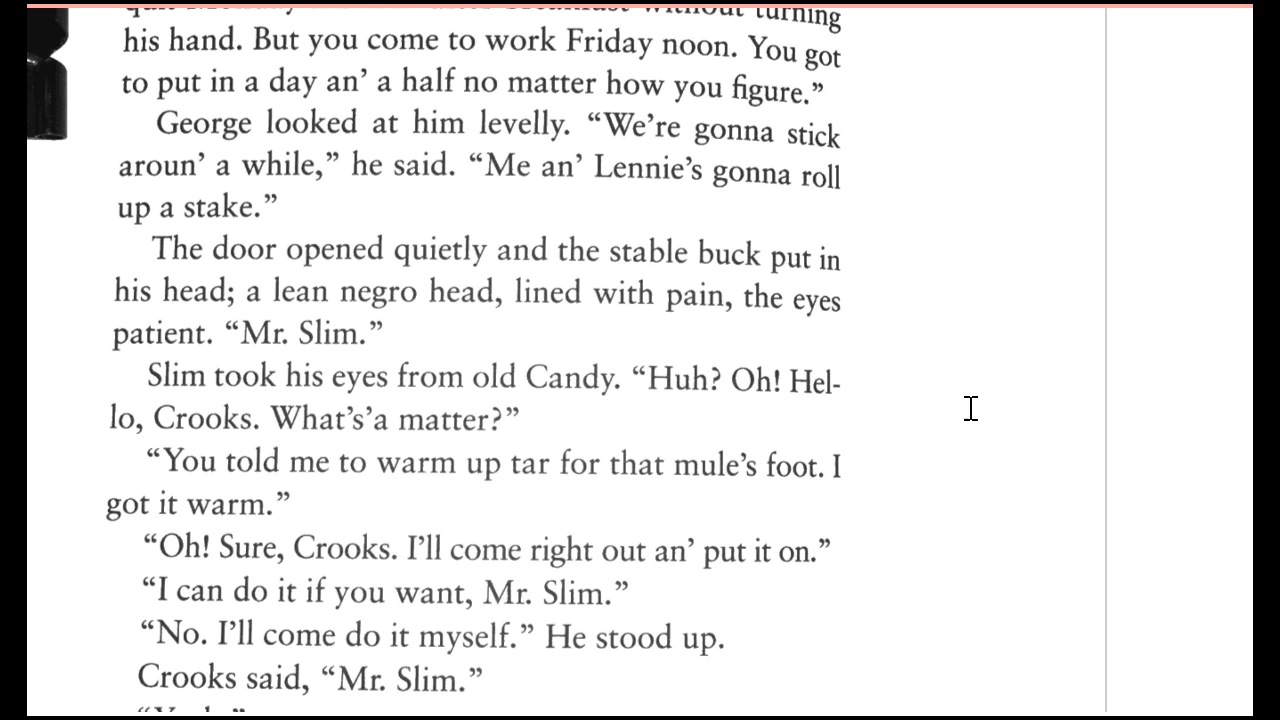 without turning
his hand. But you come to work Friday noon. You got
to put in a day an’ a half no matter how you figure.”
George looked at him levelly. “We’re gonna stick
aroun’ a while,” he said. “Me an’ Lennie’s gonna roll
up a stake.”
The door opened quietly and the stable buck put in
his head; a lean negro head, lined with pain, the eyes
patient. “Mr. Slim.”
Slim took his eyes from old Candy. “Huh? Oh! Hel-
lo, Crooks. What’s’a matter?”
“You told me to warm up tar for that mule’s foot. I
got it warm.”
“Oh! Sure, Crooks. I’ll come right out an’ put it on.”
“I can do it if you want, Mr. Slim.”
“No. I’ll come do it myself.” He stood up.
Crooks said, “Mr. Slim.”